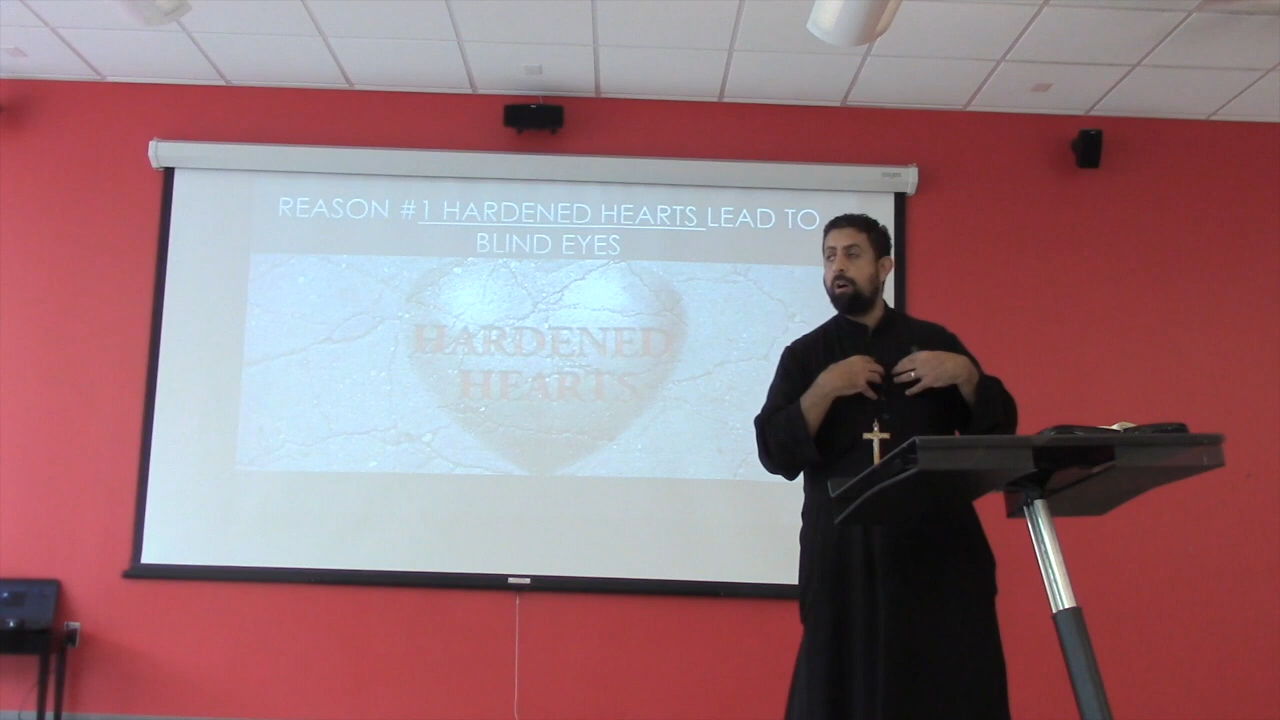 REASON #1 HARDENED HEARTS LEAD TO
BLIND EYES
HARDENED
HEARTS